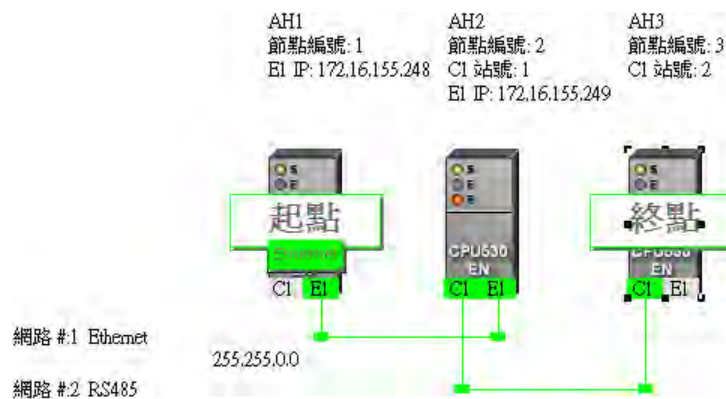 AH1
節點編號: 1
E1 IP: 172.16.155.248
AH2
節點編號: 2
C1 站號: 1
E1 IP: 172.16.155.249
AH3
節點編號: 3
C1 站號: 2
S
E
起點
C1 E1
S
E
E
CPU530
EN
C1 E1
S
E
終點
CPU530
EN
C1 E1
網路 #:1 Ethernet
255.255.0.0
網路 #:2 RS485